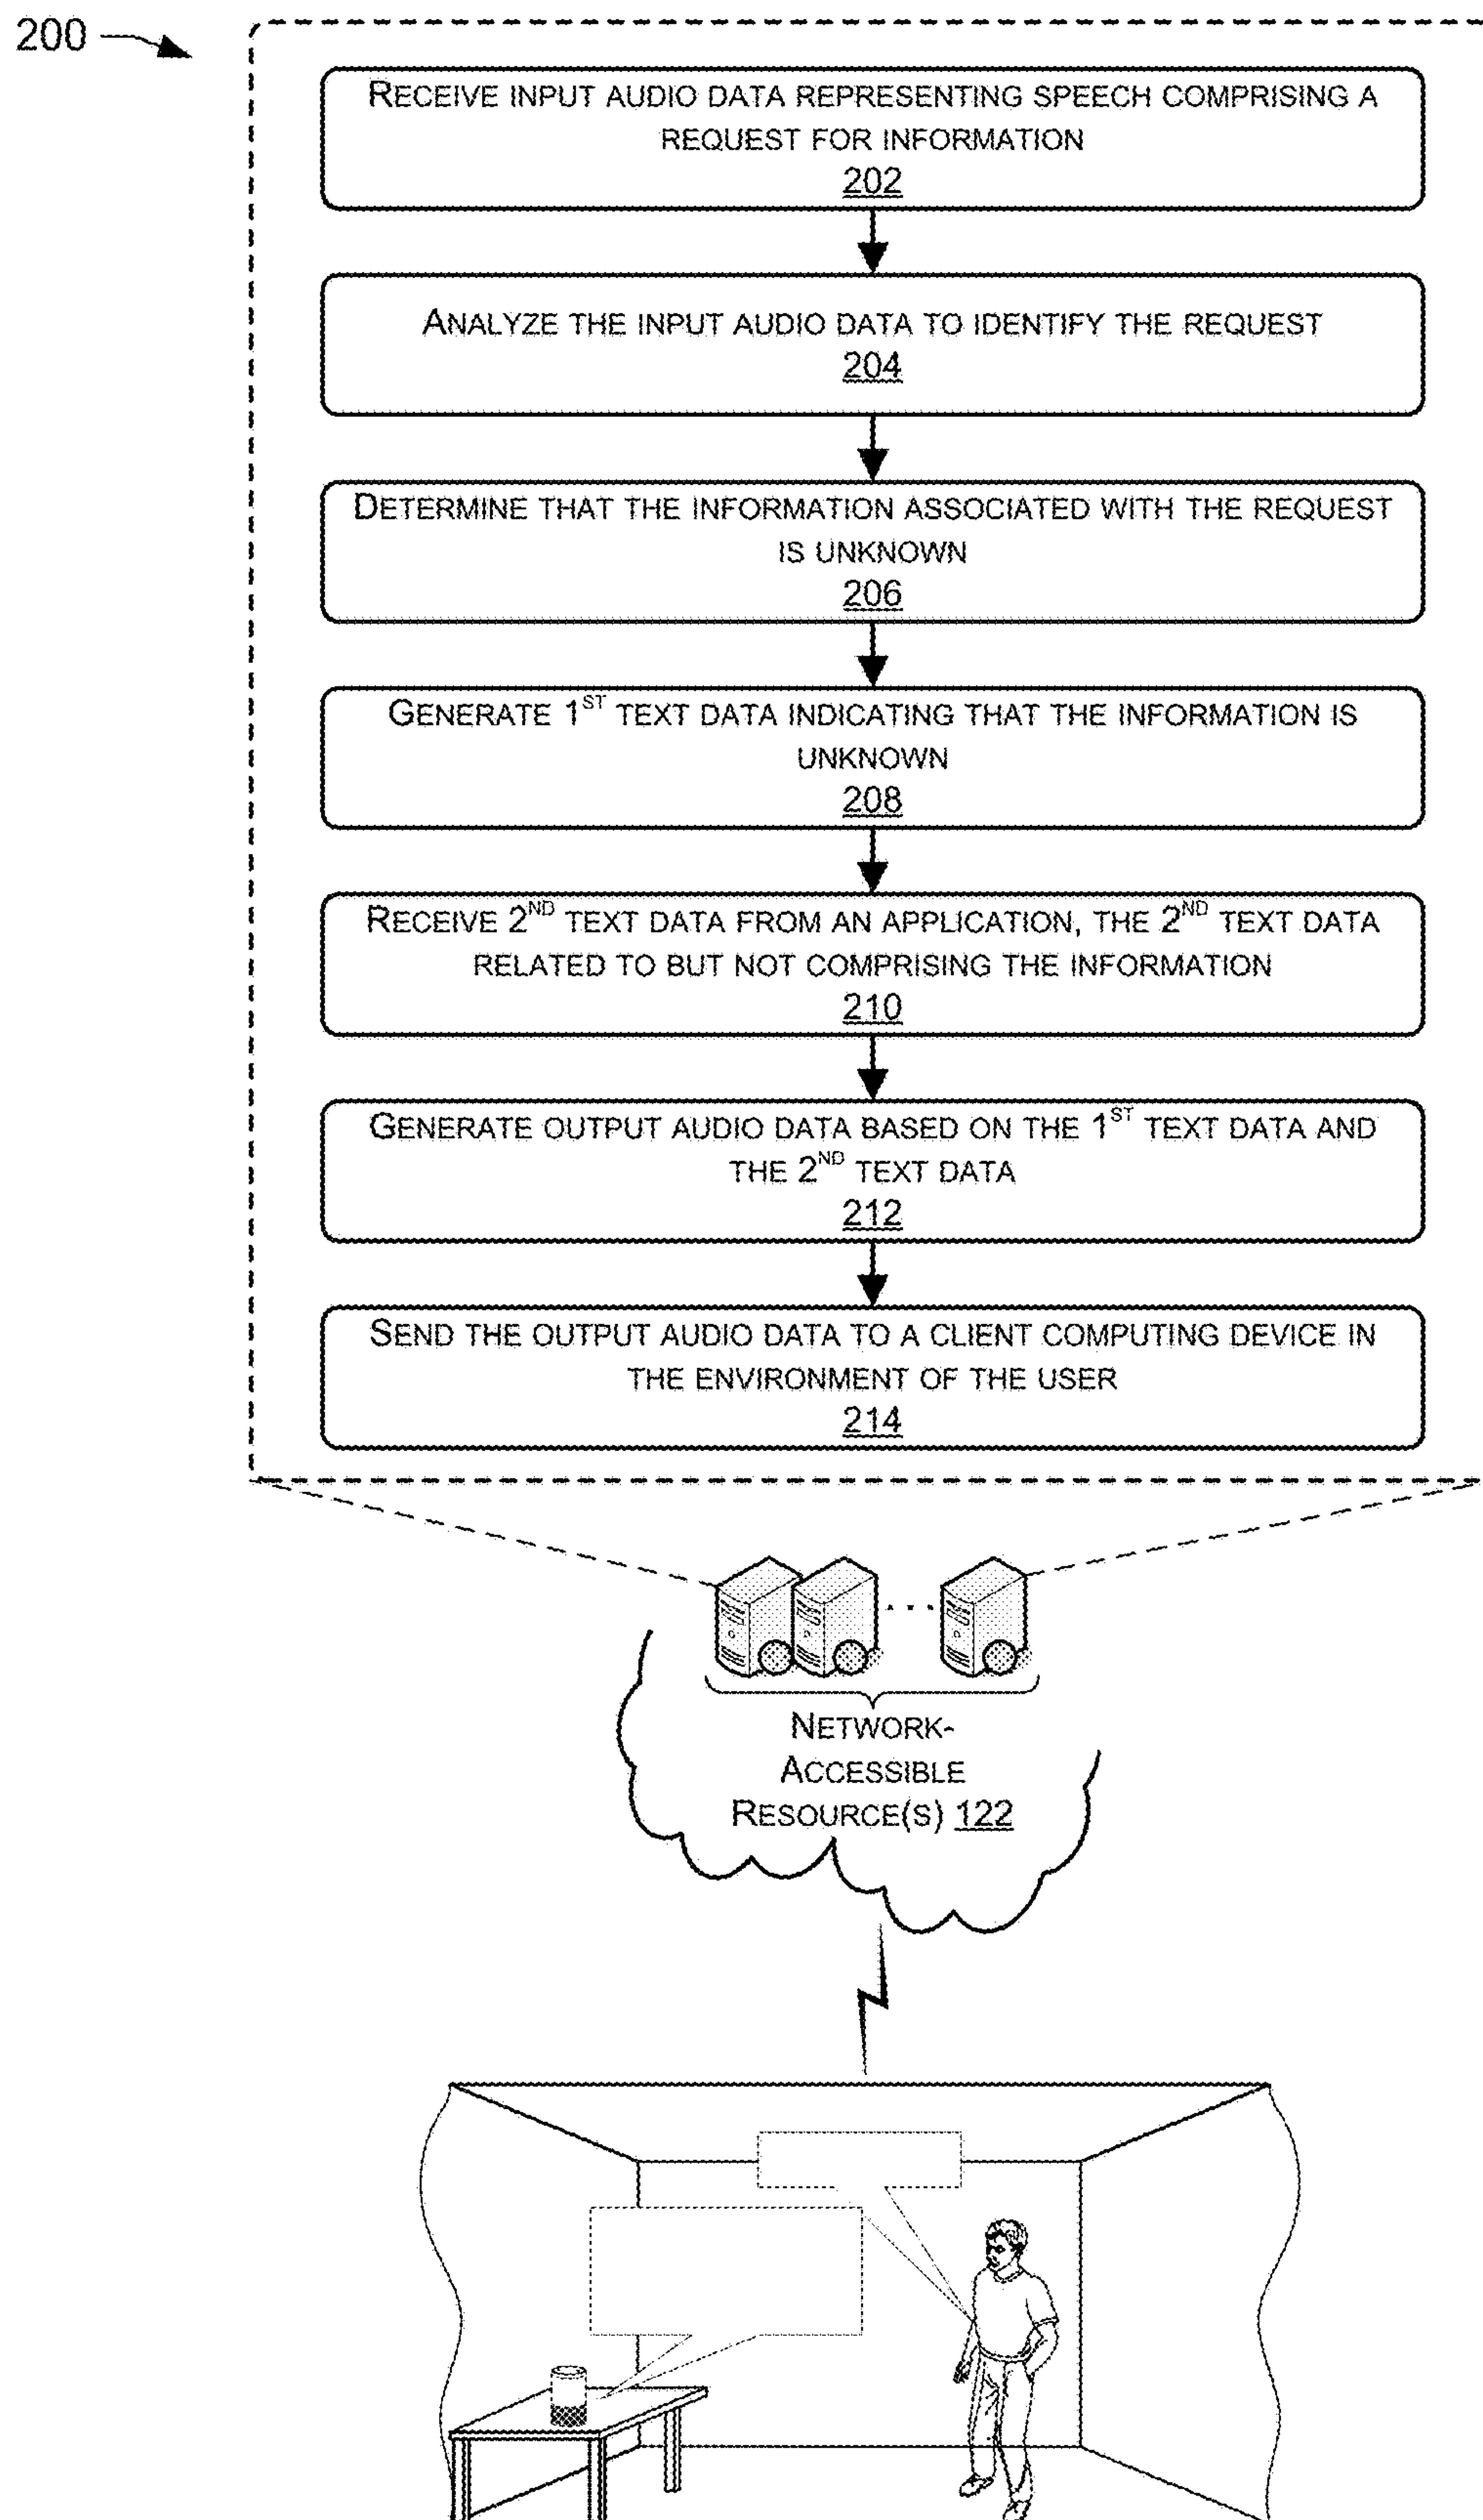 200
RECEIVE INPUT AUDIO DATA REPRESENTING SPEECH COMPRISING A
REQUEST FOR INFORMATION
202
ANALYZE THE INPUT AUDIO DATA TO IDENTIFY THE REQUEST
204
DETERMINE THAT THE INFORMATION ASSOCIATED WITH THE REQUEST
IS UNKNOWN
206
GENERATE 1ST TEXT DATA INDICATING THAT THE INFORMATION IS
UNKNOWN
208
RECEIVE 2ND TEXT DATA FROM AN APPLICATION, THE 2ND TEXT DATA
RELATED TO BUT NOT COMPRISING THE INFORMATION
210
GENERATE OUTPUT AUDIO DATA BASED ON THE 1ST TEXT DATA AND
THE 2ND TEXT DATA
212
SEND THE OUTPUT AUDIO DATA TO A CLIENT COMPUTING DEVICE IN
THE ENVIRONMENT OF THE USER
214
NETWORK-
ACCESSIBLE
RESOURCE(S) 122